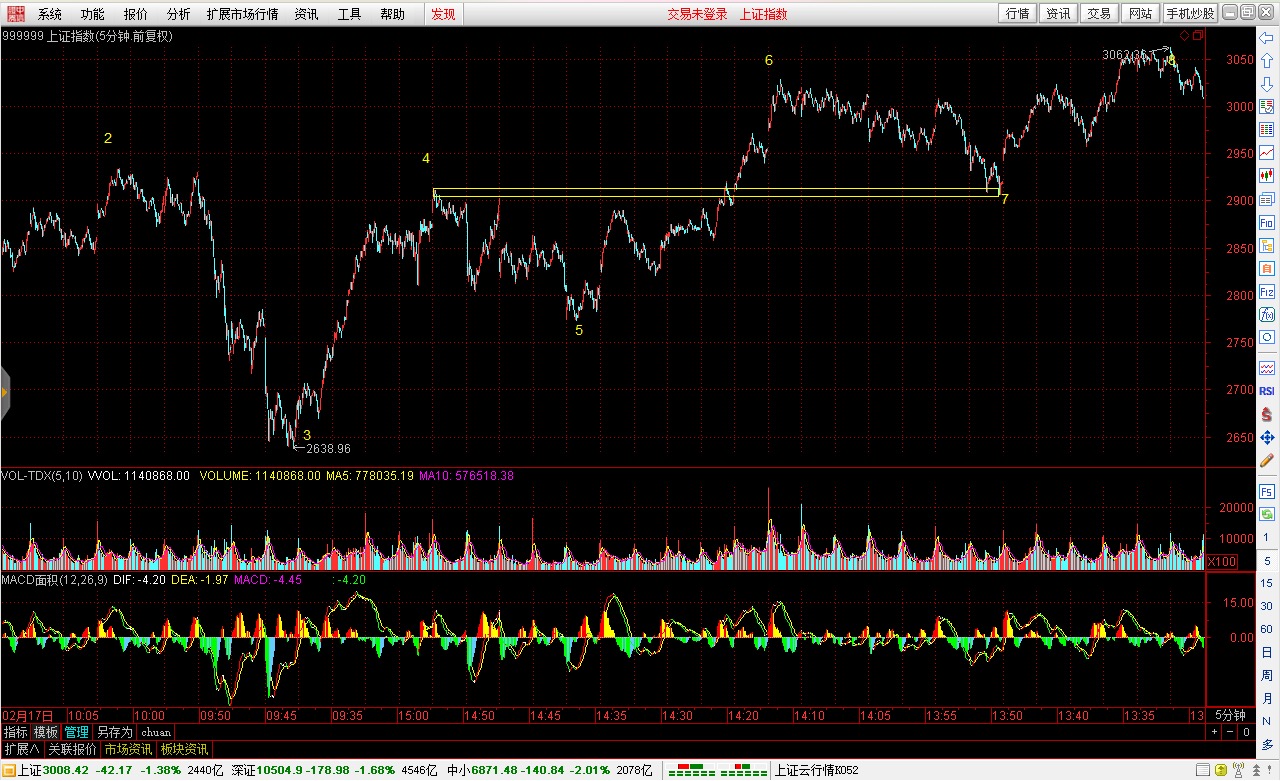 系统 功能 报价 分析 扩展市场行情 资讯 工具 帮助 发现 交易未登录 上证指数 行情 资讯 交易 网站 手机炒股
999999 上证指数(5分钟 前复权)
3062
8
6
3050
3000
2
4
2950
7
2900
2850
5
2800
2750
2700
3
2650
2638.96
VOL-TDX(5,10) VVOL: 1140868.00 VOLUME: 1140868.00 MA5: 778035.19 MA10: 576518.38
20000
10000
X100
MACD面积(12,26,9) DIF: -4.20 DEA: -1.97 MACD: -4.45 : -4.20
15.00
0.00
02月17日 10:05 10:00 09:50 09:45 09:35 15:00 14:50 14:45 14:35 14:30 14:20 14:10 14:05 13:55 13:50 13:40 13:35 13 5分钟
指标 模板 管理 另存为 chuan + - 0
扩展∧ 关联报价 市场资讯 板块资讯
上证3008.42 -42.17 -1.38% 2440亿 深证10504.9 -178.98 -1.68% 4546亿 中小6871.48 -140.84 -2.01% 2078亿 上证云行情K052
F10
自
F12
f(x)
RSI
F5
1
5
15
30
60
日
周
月
N
多